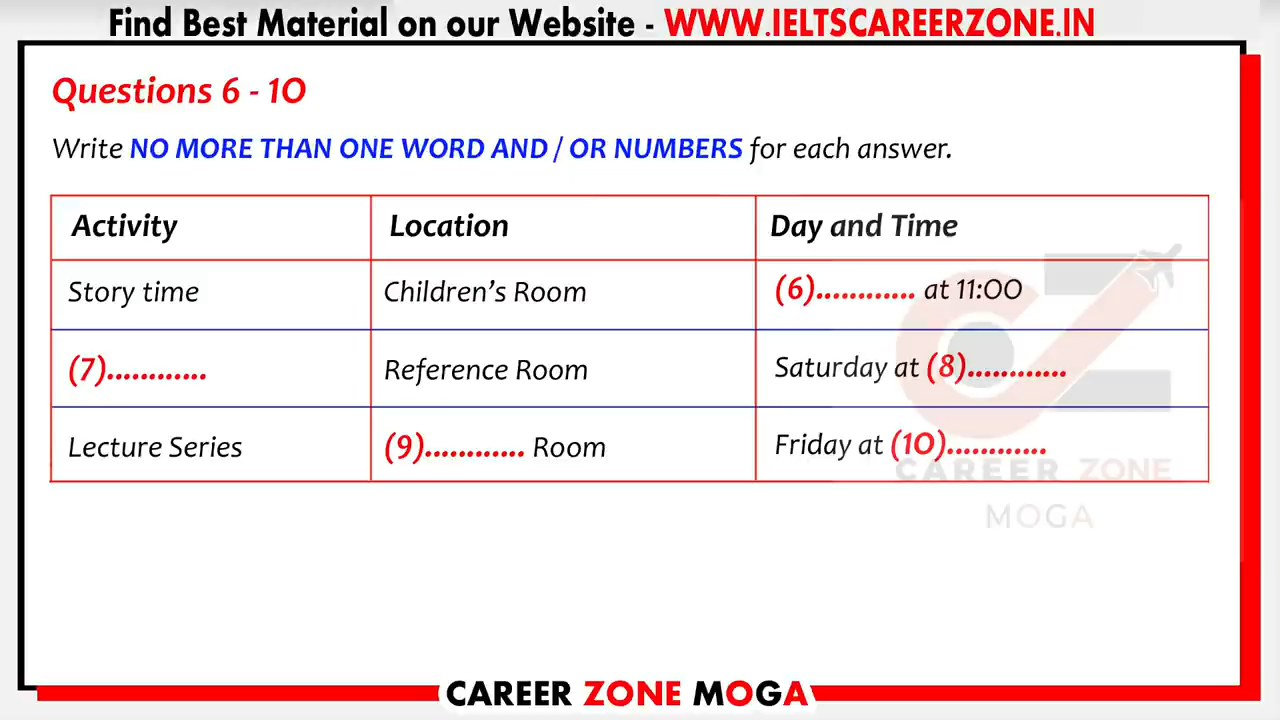 Find Best Material on our Website - WWW.IELTSCAREERZONE.IN
Questions 6 - 10
Write NO MORE THAN ONE WORD AND / OR NUMBERS for each answer.
Activity Location Day and Time
Story time Children's Room (6)............ at 11:00
(7)............ Reference Room Saturday at (8)............
Lecture Series (9)............ Room Friday at (10)............
CAREER ZONE
MOGA
CAREER ZONE MOGA